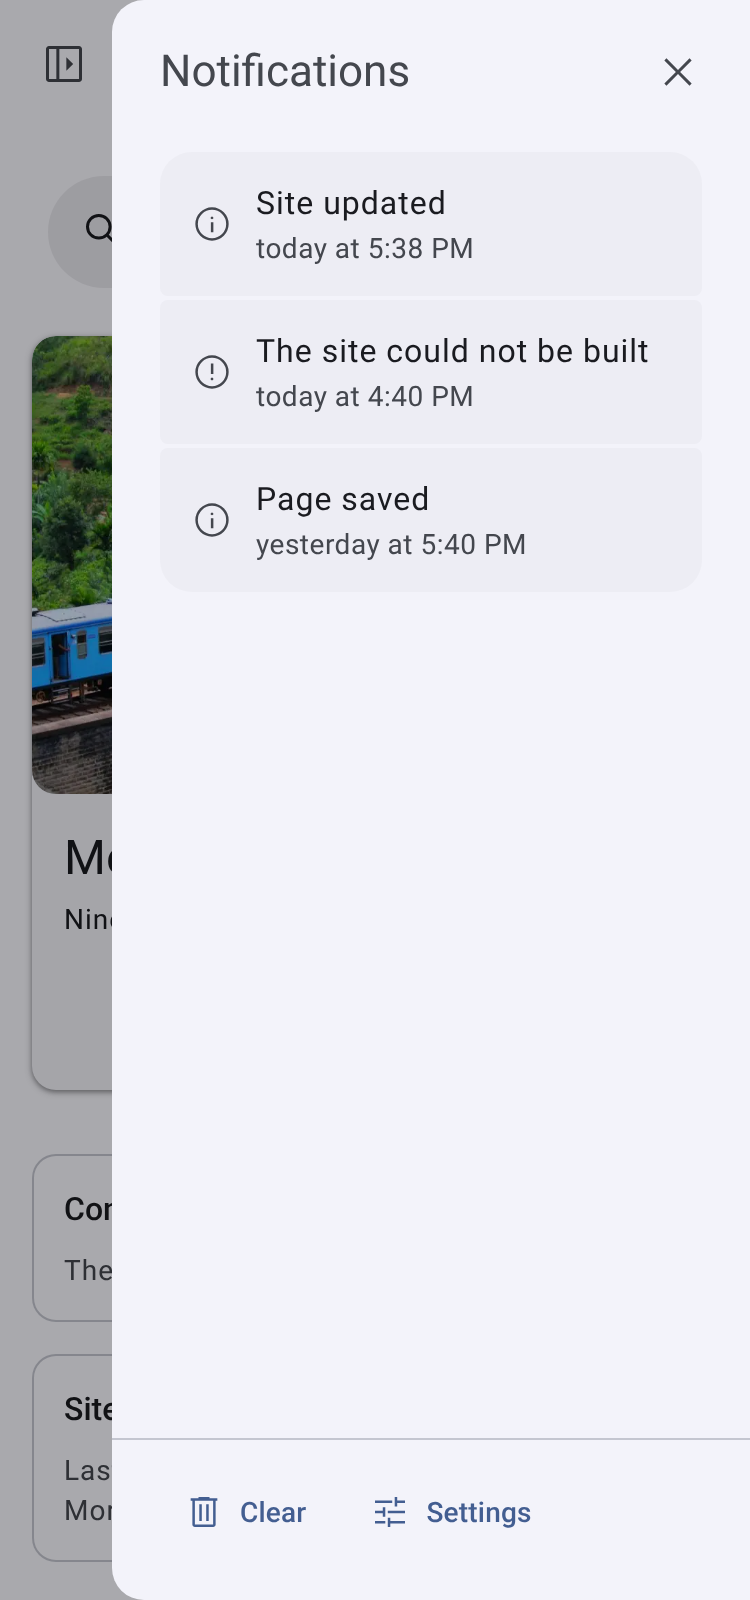 Notifications
Site updated
today at 5:38 PM
The site could not be built
today at 4:40 PM
Page saved
yesterday at 5:40 PM
Clear
Settings